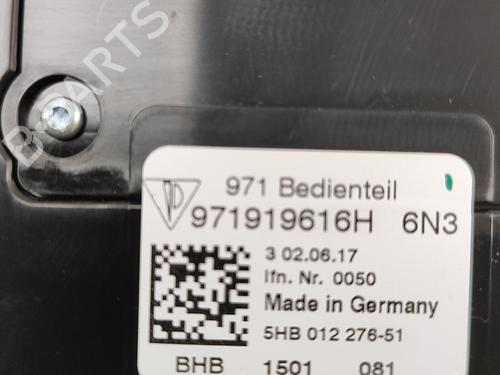 B-PARTS
971 Bedienteil
971919616H 6N3
3 02.06.17
lfn. Nr. 0050
Made in Germany
5HB 012 276-51
BHB 1501 081